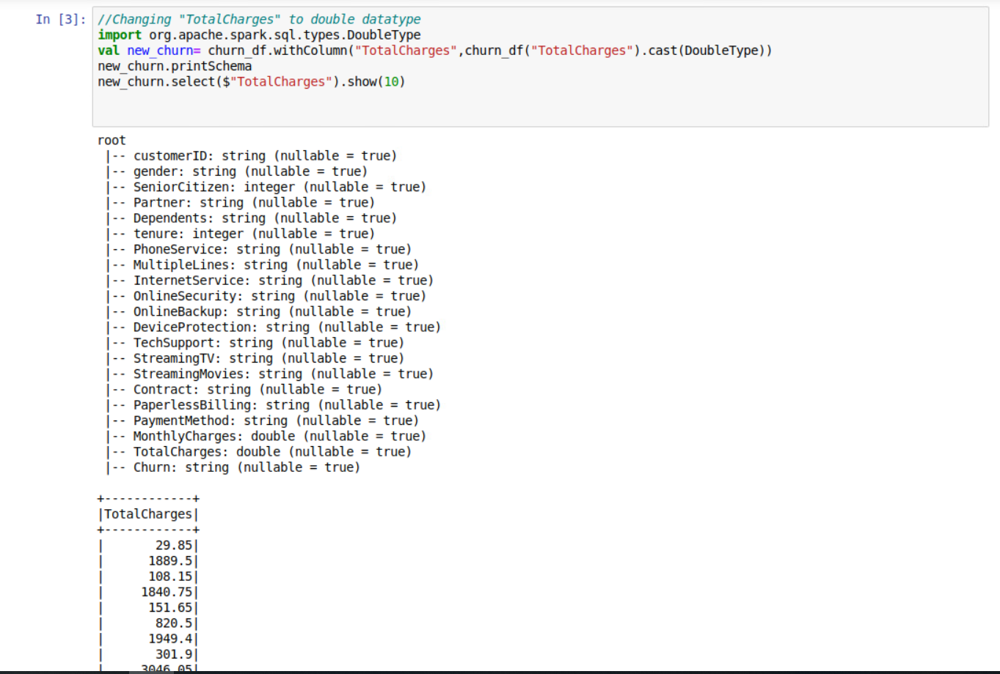 In [3]: //Changing "TotalCharges" to double datatype
import org.apache.spark.sql.types.DoubleType
val new_churn= churn_df.withColumn("TotalCharges",churn_df("TotalCharges").cast(DoubleType))
new_churn.printSchema
new_churn.select($"TotalCharges").show(10)
root
 |-- customerID: string (nullable = true)
 |-- gender: string (nullable = true)
 |-- SeniorCitizen: integer (nullable = true)
 |-- Partner: string (nullable = true)
 |-- Dependents: string (nullable = true)
 |-- tenure: integer (nullable = true)
 |-- PhoneService: string (nullable = true)
 |-- MultipleLines: string (nullable = true)
 |-- InternetService: string (nullable = true)
 |-- OnlineSecurity: string (nullable = true)
 |-- OnlineBackup: string (nullable = true)
 |-- DeviceProtection: string (nullable = true)
 |-- TechSupport: string (nullable = true)
 |-- StreamingTV: string (nullable = true)
 |-- StreamingMovies: string (nullable = true)
 |-- Contract: string (nullable = true)
 |-- PaperlessBilling: string (nullable = true)
 |-- PaymentMethod: string (nullable = true)
 |-- MonthlyCharges: double (nullable = true)
 |-- TotalCharges: double (nullable = true)
 |-- Churn: string (nullable = true)
+------------+
|TotalCharges|
+------------+
|       29.85|
|      1889.5|
|      108.15|
|     1840.75|
|      151.65|
|       820.5|
|      1949.4|
|       301.9|
|     3046.05|